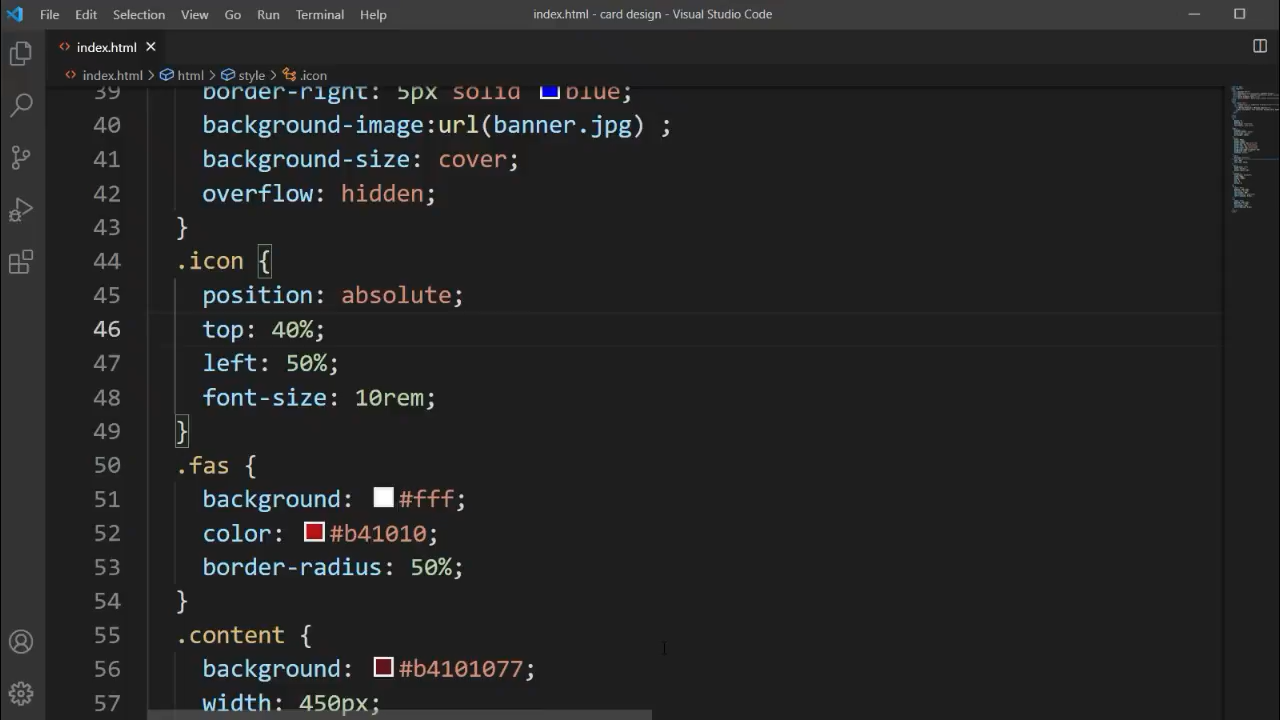 File Edit Selection View Go Run Terminal Help index.html - card design - Visual Studio Code
index.html
index.html > html > style > .icon
39 border-right: 5px solid blue;
40 background-image:url(banner.jpg) ;
41 background-size: cover;
42 overflow: hidden;
43 }
44 .icon {
45 position: absolute;
46 top: 40%;
47 left: 50%;
48 font-size: 10rem;
49 }
50 .fas {
51 background: #fff;
52 color: #b41010;
53 border-radius: 50%;
54 }
55 .content {
56 background: #b4101077;
57 width: 450px;